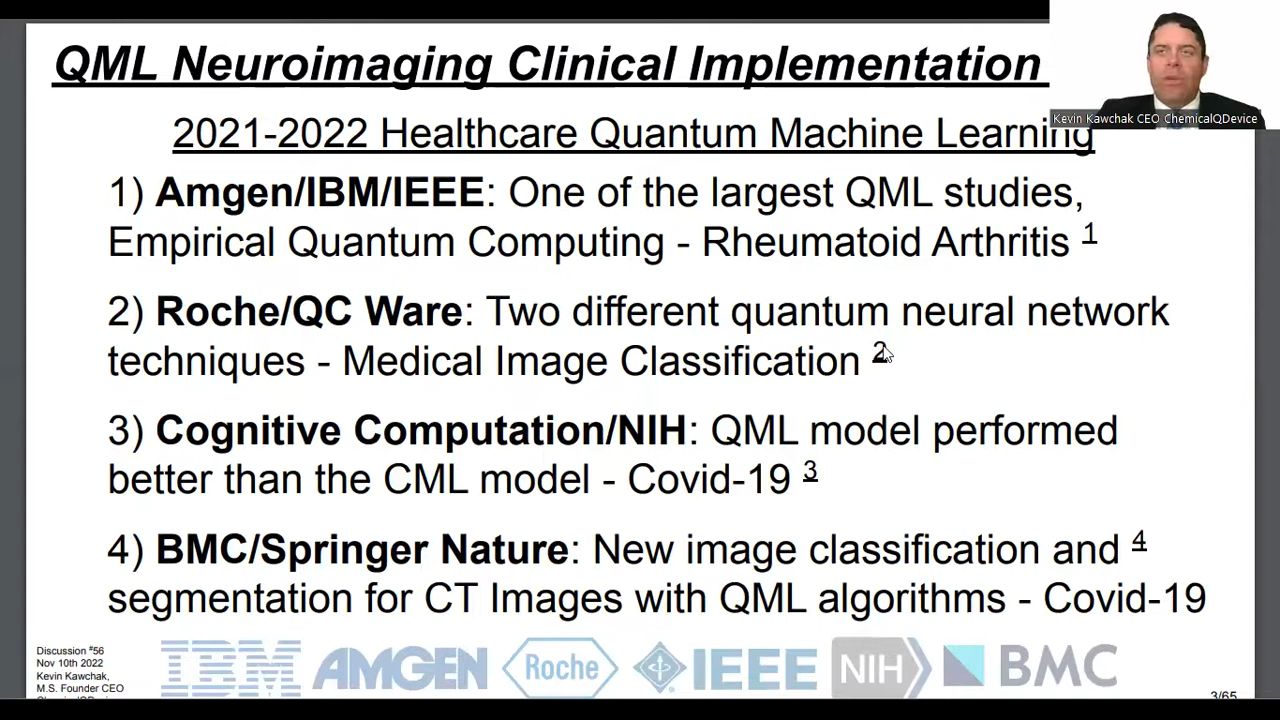 QML Neuroimaging Clinical Implementation
Kevin Kawchak CEO ChemicalQDevice
2021-2022 Healthcare Quantum Machine Learning
1) Amgen/IBM/IEEE: One of the largest QML studies,
Empirical Quantum Computing - Rheumatoid Arthritis 1
2) Roche/QC Ware: Two different quantum neural network
techniques - Medical Image Classification 2
3) Cognitive Computation/NIH: QML model performed
better than the CML model - Covid-19 3
4) BMC/Springer Nature: New image classification and 4
segmentation for CT Images with QML algorithms - Covid-19
Discussion #56
Nov 10th 2022
Kevin Kawchak,
M.S. Founder CEO
IBM AMGEN Roche IEEE NIH BMC
3/65